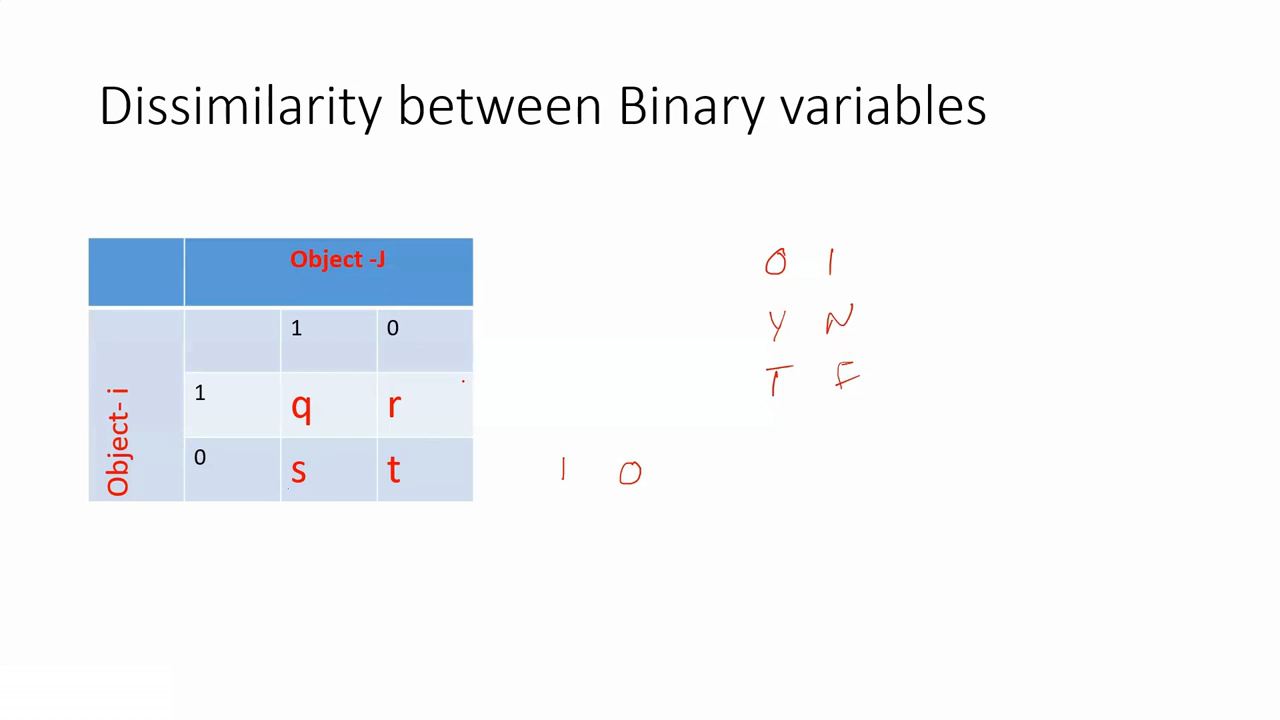 Dissimilarity between Binary variables
Object -J
1 0
1 q r
0 s t
Object- i
0 1
Y N
T F
1 0